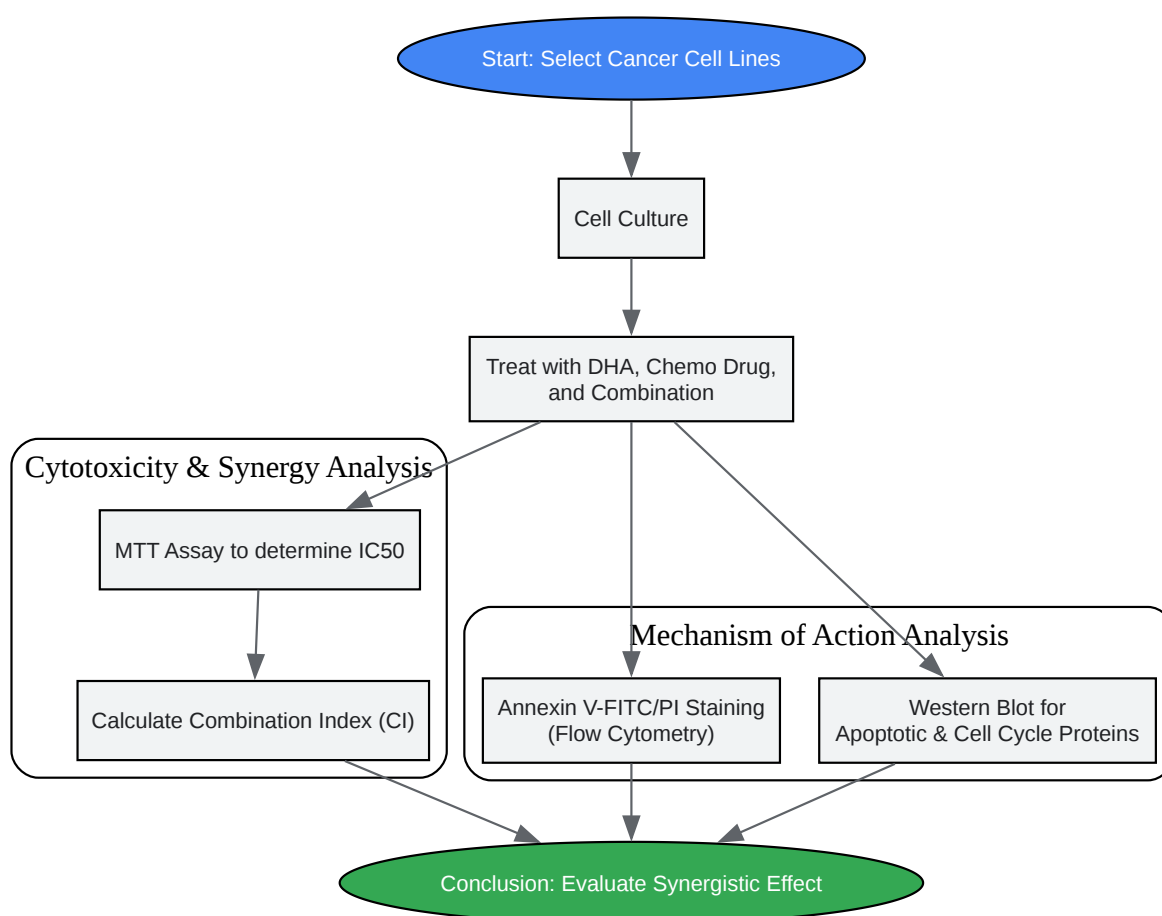 Start: Select Cancer Cell Lines
Cell Culture
Treat with DHA, Chemo Drug,
and Combination
Cytotoxicity & Synergy Analysis
MTT Assay to determine IC50
Calculate Combination Index (CI)
Mechanism of Action Analysis
Annexin V-FITC/PI Staining
(Flow Cytometry)
Western Blot for
Apoptotic & Cell Cycle Proteins
Conclusion: Evaluate Synergistic Effect